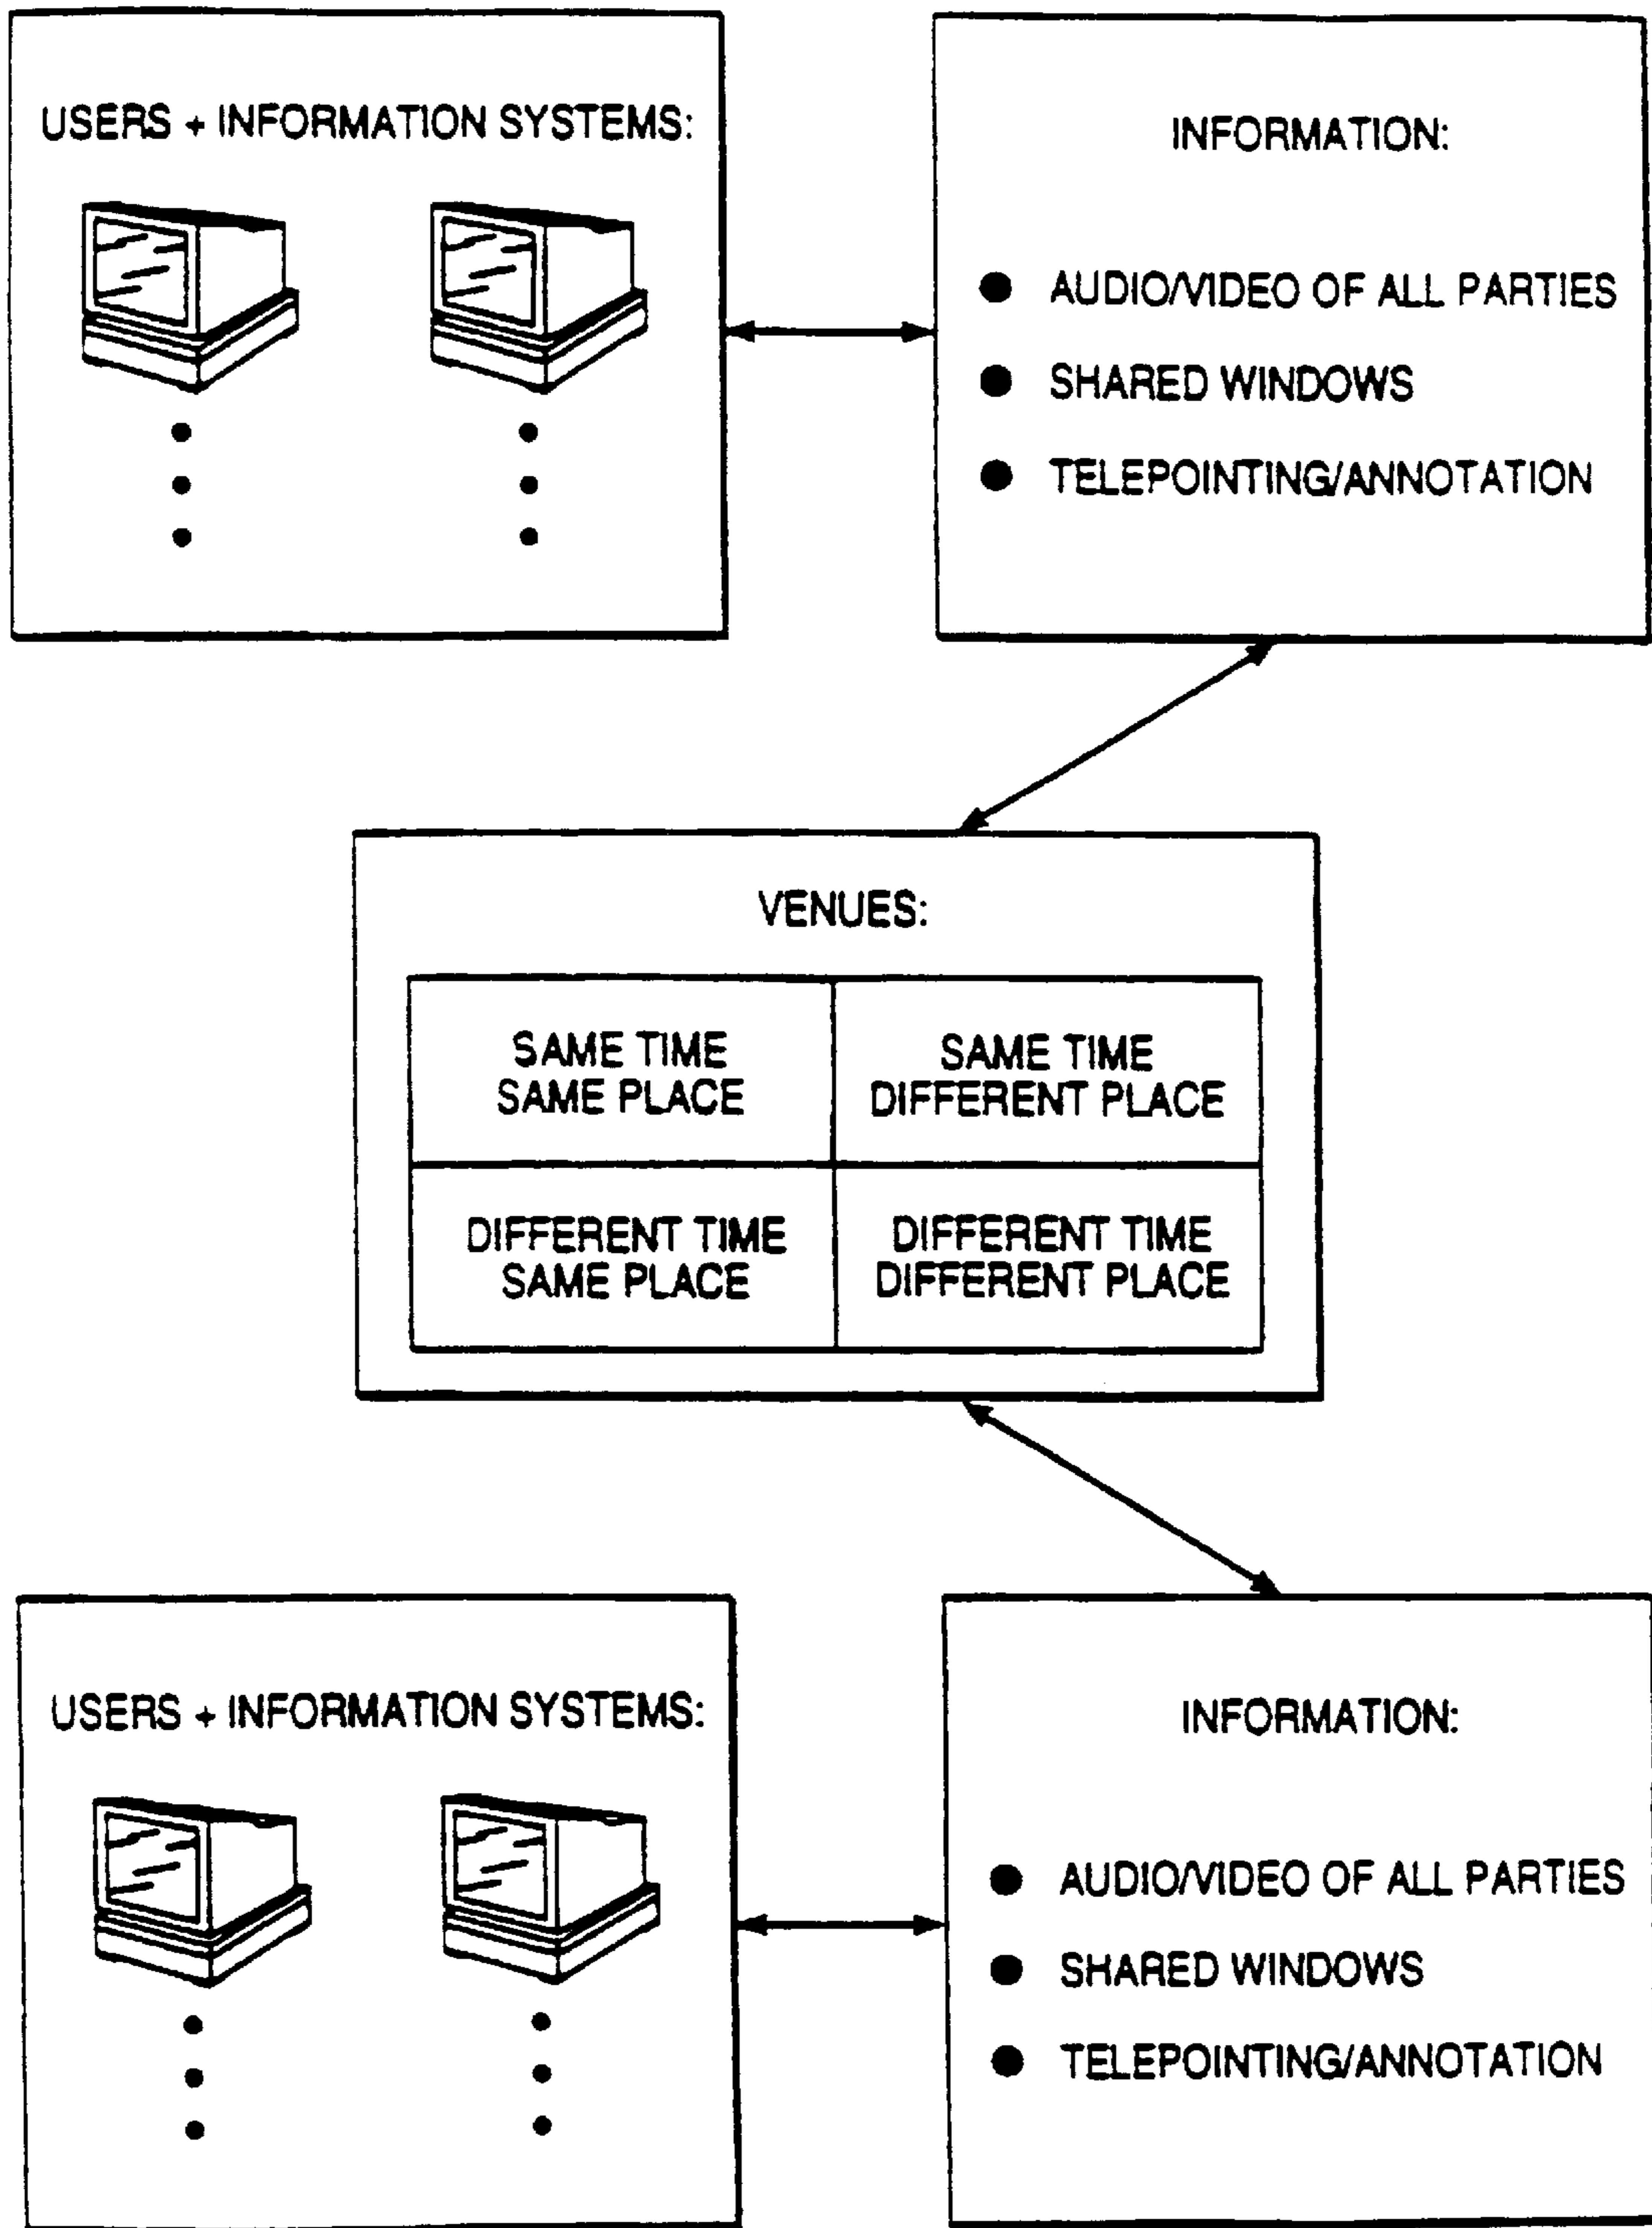 USERS + INFORMATION SYSTEMS:
INFORMATION:
● AUDIO/VIDEO OF ALL PARTIES
● SHARED WINDOWS
● TELEPOINTING/ANNOTATION
VENUES:
SAME TIME
SAME PLACE
SAME TIME
DIFFERENT PLACE
DIFFERENT TIME
SAME PLACE
DIFFERENT TIME
DIFFERENT PLACE
USERS + INFORMATION SYSTEMS:
INFORMATION:
● AUDIO/VIDEO OF ALL PARTIES
● SHARED WINDOWS
● TELEPOINTING/ANNOTATION